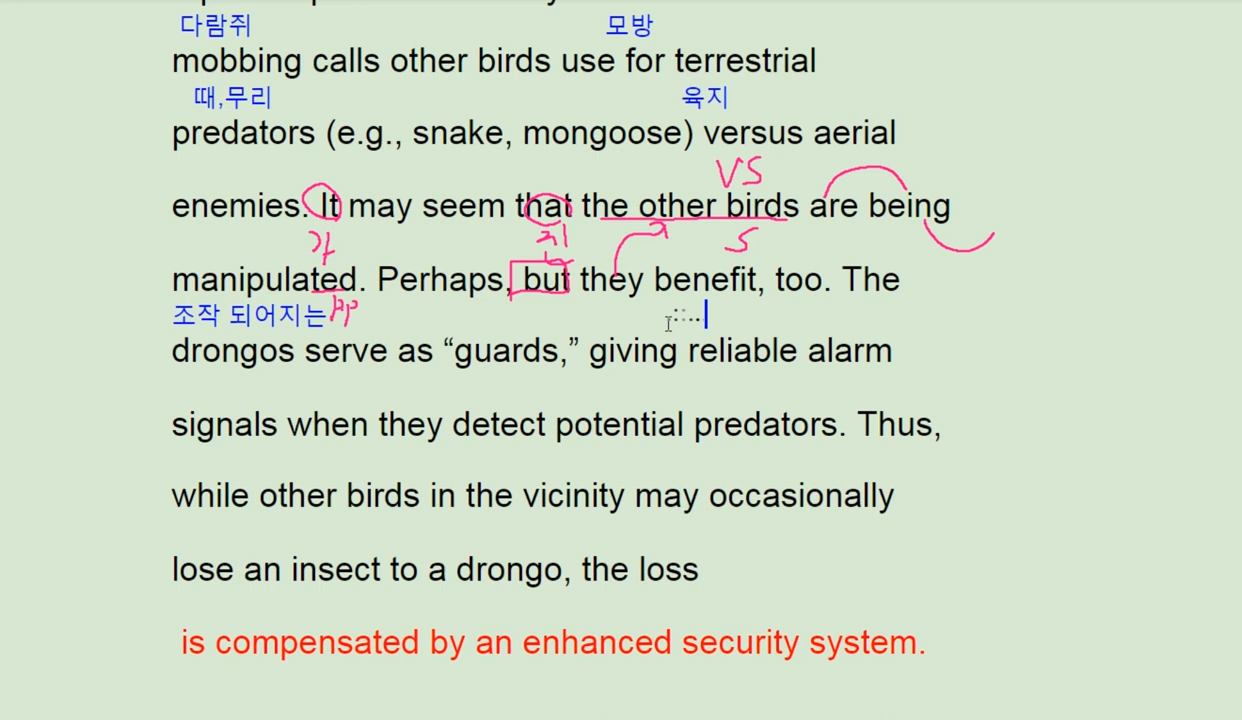 다람쥐 모방
mobbing calls other birds use for terrestrial
때,무리 육지
predators (e.g., snake, mongoose) versus aerial
VS
enemies. It may seem that the other birds are being
가 진 S
manipulated. Perhaps, but they benefit, too. The
조작 되어지는 pp
drongos serve as “guards,” giving reliable alarm
signals when they detect potential predators. Thus,
while other birds in the vicinity may occasionally
lose an insect to a drongo, the loss
is compensated by an enhanced security system.